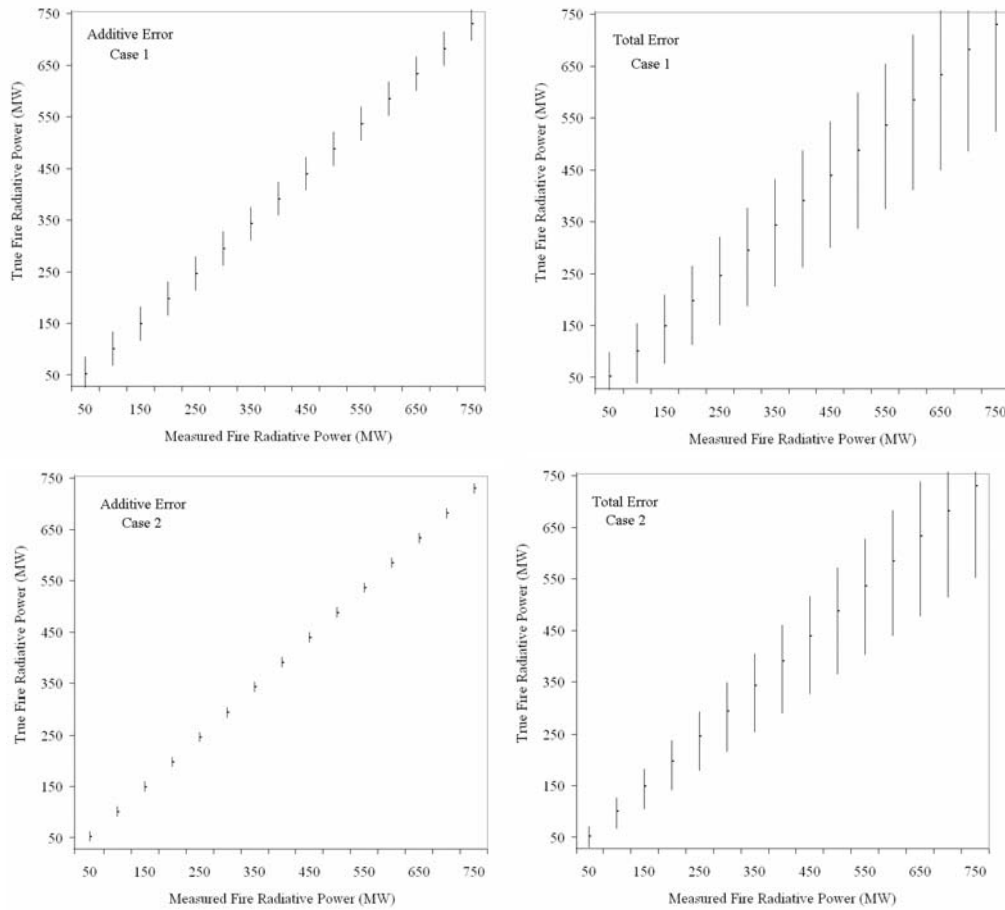 Additive Error
Case 1
True Fire Radiative Power (MW)
750
650
550
450
350
250
150
50
50 150 250 350 450 550 650 750
Measured Fire Radiative Power (MW)
Total Error
Case 1
True Fire Radiative Power (MW)
750
650
550
450
350
250
150
50
50 150 250 350 450 550 650 750
Measured Fire Radiative Power (MW)
Additive Error
Case 2
True Fire Radiative Power (MW)
750
650
550
450
350
250
150
50
50 150 250 350 450 550 650 750
Measured Fire Radiative Power (MW)
Total Error
Case 2
True Fire Radiative Power (MW)
750
650
550
450
350
250
150
50
50 150 250 350 450 550 650 750
Measured Fire Radiative Power (MW)